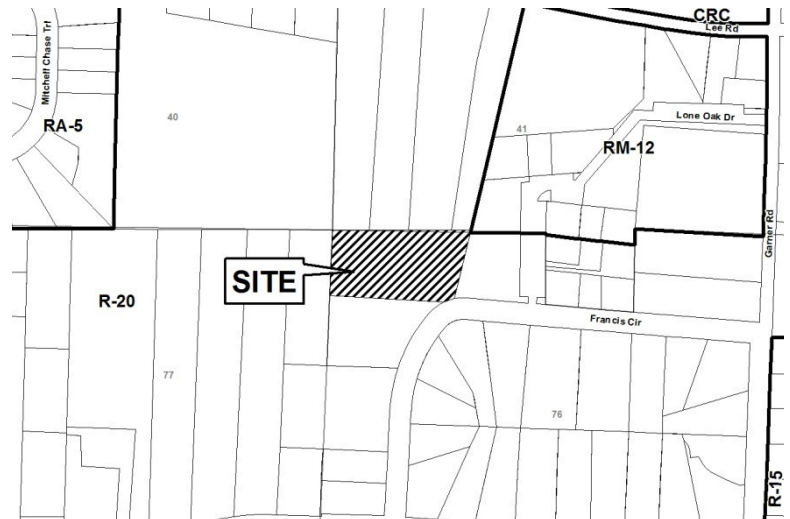 CRC
Lee Rd
Mitchell Chase Trl
40
RA-5
Lone Oak Dr
41
RM-12
Garner Rd
SITE
R-20
Francis Cir
77
76
R-15